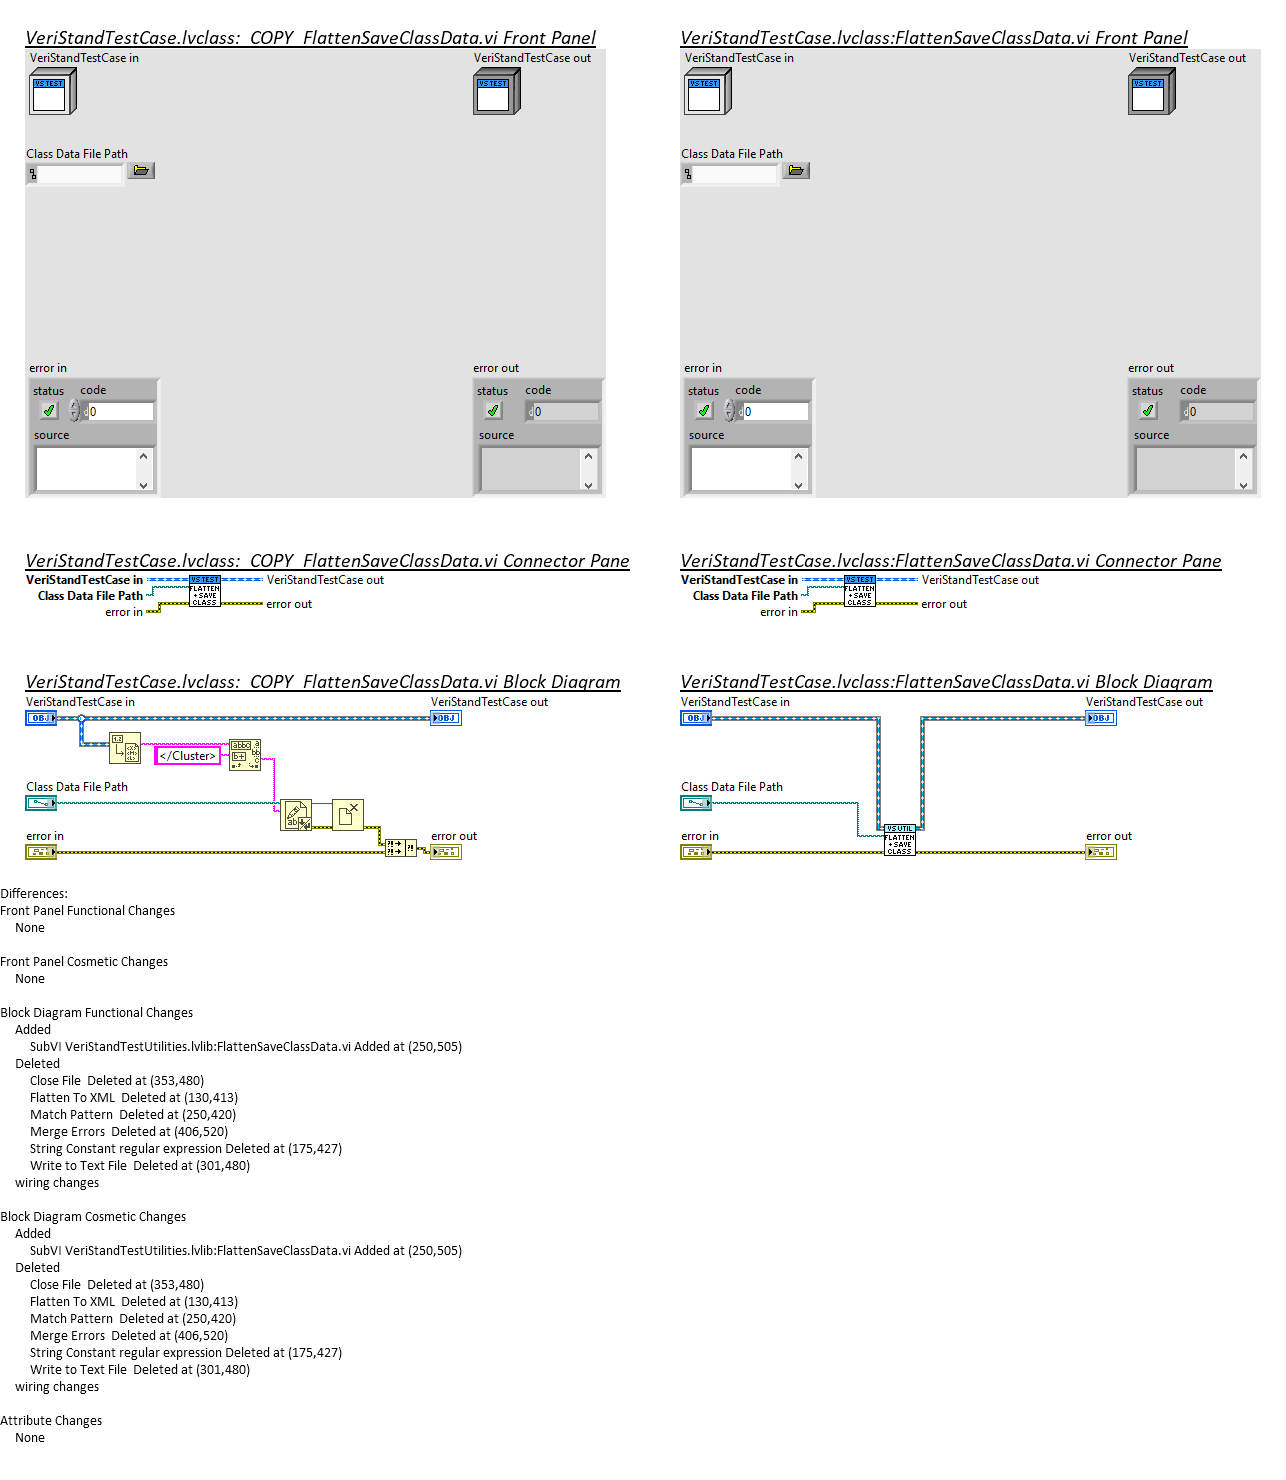 VeriStandTestCase.lvclass:_COPY_FlattenSaveClassData.vi Front Panel
VeriStandTestCase in
VeriStandTestCase out
VS TEST
VS TEST
Class Data File Path
error in
error out
status code
status code
0
0
source
source
VeriStandTestCase.lvclass:FlattenSaveClassData.vi Front Panel
VeriStandTestCase in
VeriStandTestCase out
VS TEST
VS TEST
Class Data File Path
error in
error out
status code
status code
0
0
source
source
VeriStandTestCase.lvclass:_COPY_FlattenSaveClassData.vi Connector Pane
VeriStandTestCase in
VS TEST
VeriStandTestCase out
Class Data File Path
FLATTEN
+ SAVE
CLASS
error in
error out
VeriStandTestCase.lvclass:FlattenSaveClassData.vi Connector Pane
VeriStandTestCase in
VS TEST
VeriStandTestCase out
Class Data File Path
FLATTEN
+ SAVE
CLASS
error in
error out
VeriStandTestCase.lvclass:_COPY_FlattenSaveClassData.vi Block Diagram
VeriStandTestCase in
VeriStandTestCase out
OBJ
OBJ
</Cluster>
Class Data File Path
error in
error out
VeriStandTestCase.lvclass:FlattenSaveClassData.vi Block Diagram
VeriStandTestCase in
VeriStandTestCase out
OBJ
OBJ
Class Data File Path
VS UTIL
FLATTEN
+ SAVE
CLASS
error in
error out
Differences:
Front Panel Functional Changes
None
Front Panel Cosmetic Changes
None
Block Diagram Functional Changes
Added
SubVI VeriStandTestUtilities.lvlib:FlattenSaveClassData.vi Added at (250,505)
Deleted
Close File  Deleted at (353,480)
Flatten To XML  Deleted at (130,413)
Match Pattern  Deleted at (250,420)
Merge Errors  Deleted at (406,520)
String Constant regular expression Deleted at (175,427)
Write to Text File  Deleted at (301,480)
wiring changes
Block Diagram Cosmetic Changes
Added
SubVI VeriStandTestUtilities.lvlib:FlattenSaveClassData.vi Added at (250,505)
Deleted
Close File  Deleted at (353,480)
Flatten To XML  Deleted at (130,413)
Match Pattern  Deleted at (250,420)
Merge Errors  Deleted at (406,520)
String Constant regular expression Deleted at (175,427)
Write to Text File  Deleted at (301,480)
wiring changes
Attribute Changes
None